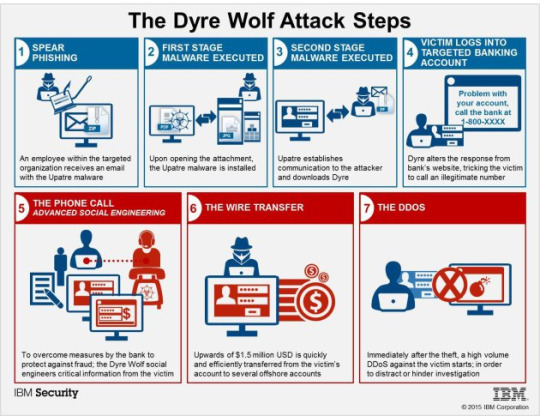 The Dyre Wolf Attack Steps
1 SPEAR
PHISHING
ZIP
An employee within the targeted
organization receives an email
with the Upatre malware
2 FIRST STAGE
MALWARE EXECUTED
PDF
ZIP
JPG
Upon opening the attachment,
the Upatre malware is installed
3 SECOND STAGE
MALWARE EXECUTED
ZIP
Upatre establishes
communication to the attacker
and downloads Dyre
4 VICTIM LOGS INTO
TARGETED BANKING
ACCOUNT
Problem with
your account,
call the bank at
1-800-XXXX
Dyre alters the response from
bank's website, tricking the victim
to call an illegitimate number
5 THE PHONE CALL
ADVANCED SOCIAL ENGINEERING
$
To overcome measures by the bank to
protect against fraud; the Dyre Wolf social
engineers critical information from the victim
6 THE WIRE TRANSFER
$
$
$
Upwards of $1.5 million USD is quickly
and efficiently transferred from the victim's
account to several offshore accounts
7 THE DDOS
Immediately after the theft, a high volume
DDoS against the victim starts; in order
to distract or hinder investigation
IBM Security
IBM
© 2015 IBM Corporation